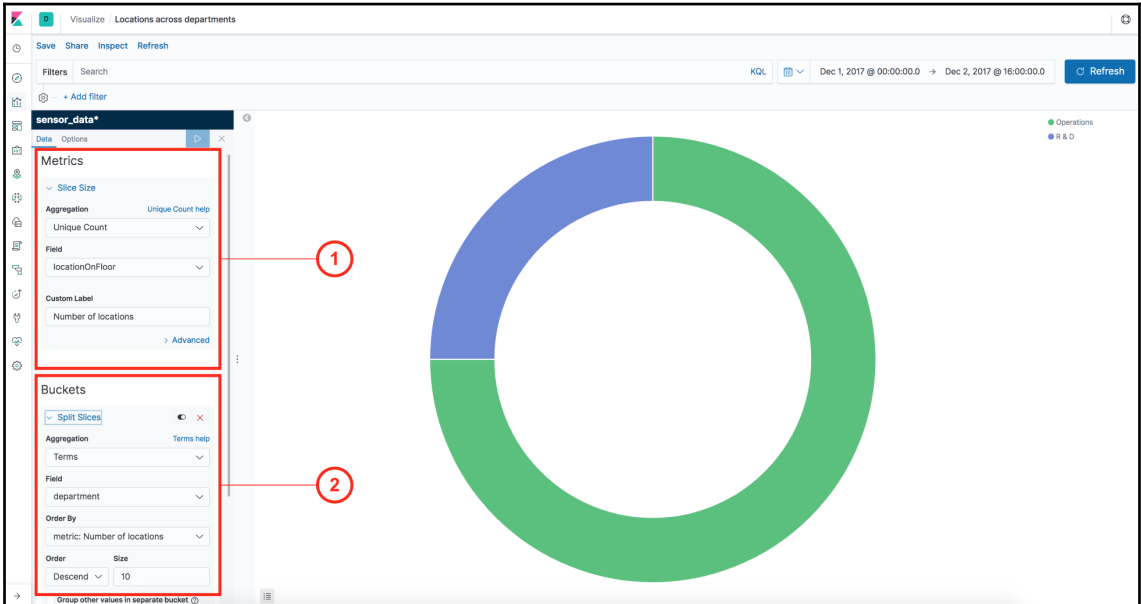 D Visualize / Locations across departments
Save Share Inspect Refresh
Filters Search KQL Dec 1, 2017 @ 00:00:00.0 → Dec 2, 2017 @ 16:00:00.0 Refresh
+ Add filter
sensor_data*
Data Options
Metrics
Slice Size
Aggregation Unique Count help
Unique Count
Field
locationOnFloor
Custom Label
Number of locations
> Advanced
1
Buckets
Split Slices
Aggregation Terms help
Terms
Field
department
2
Order By
metric: Number of locations
Order Size
Descend 10
Group other values in separate bucket
Operations
R & D